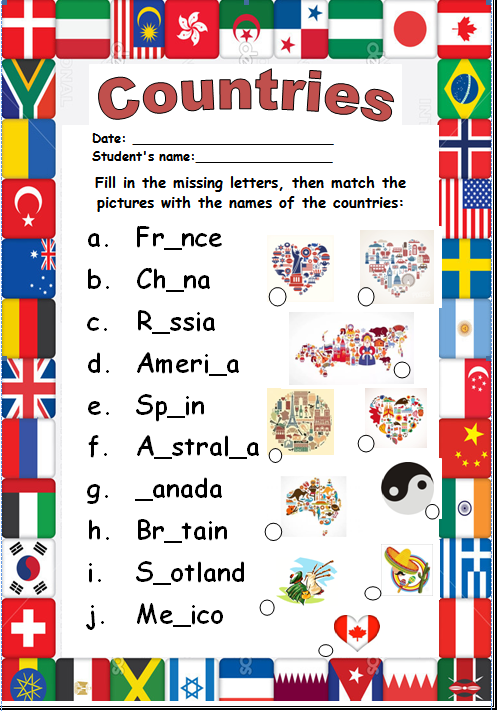 Countries
Date: ______________________
Student's name:_______________
Fill in the missing letters, then match the
pictures with the names of the countries:
a. Fr_nce
b. Ch_na
c. R_ssia
d. Ameri_a
e. Sp_in
f. A_stral_a
g. _anada
h. Br_tain
i. S_otland
j. Me_ico